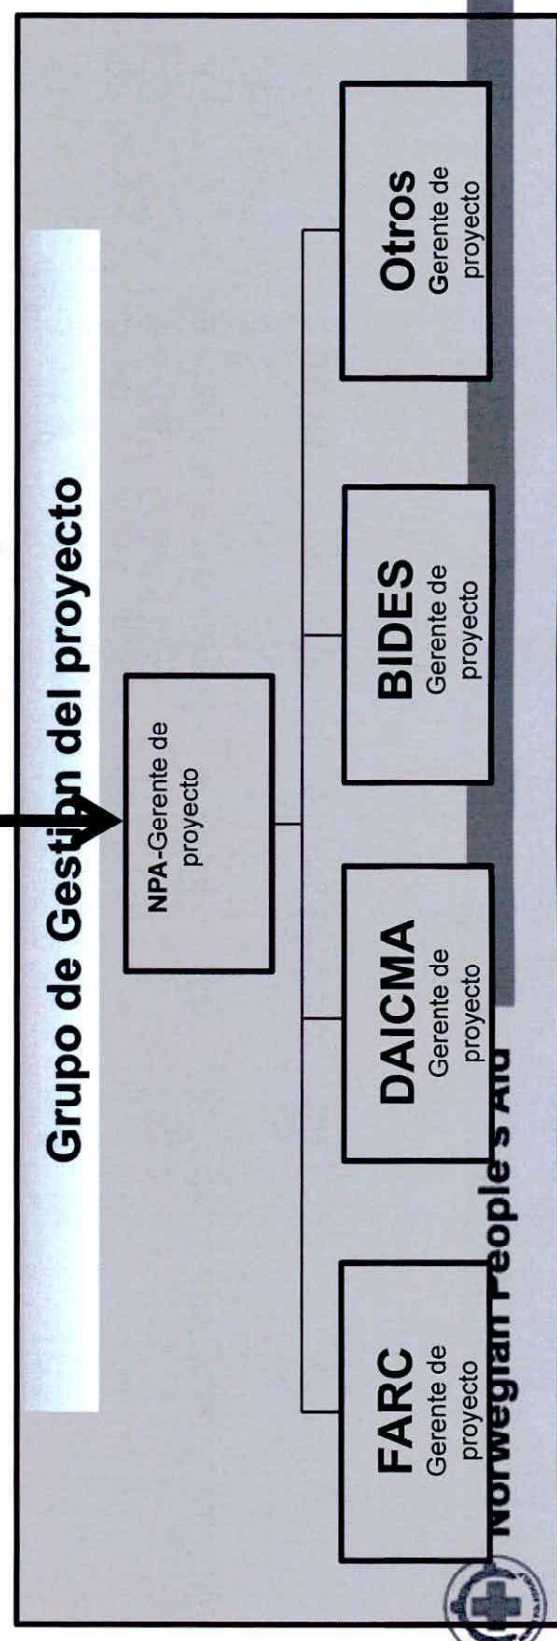 Grupo de Gestion del proyecto
NPA-Gerente de
proyecto
FARC
Gerente de
proyecto
DAICMA
Gerente de
proyecto
BIDES
Gerente de
proyecto
Otros
Gerente de
proyecto
Norwegian People's Aid